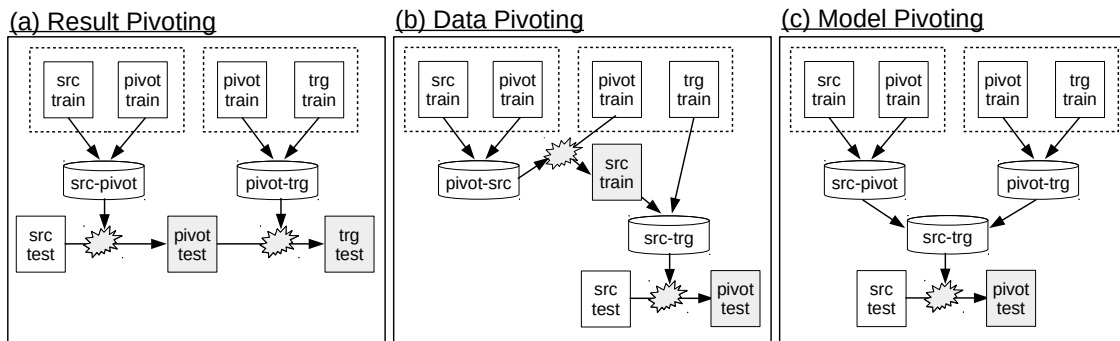 (a) Result Pivoting
src
train
pivot
train
pivot
train
trg
train
src-pivot
pivot-trg
src
test
pivot
test
trg
test
(b) Data Pivoting
src
train
pivot
train
pivot
train
trg
train
pivot-src
src
train
src-trg
src
test
pivot
test
(c) Model Pivoting
src
train
pivot
train
pivot
train
trg
train
src-pivot
pivot-trg
src-trg
src
test
pivot
test